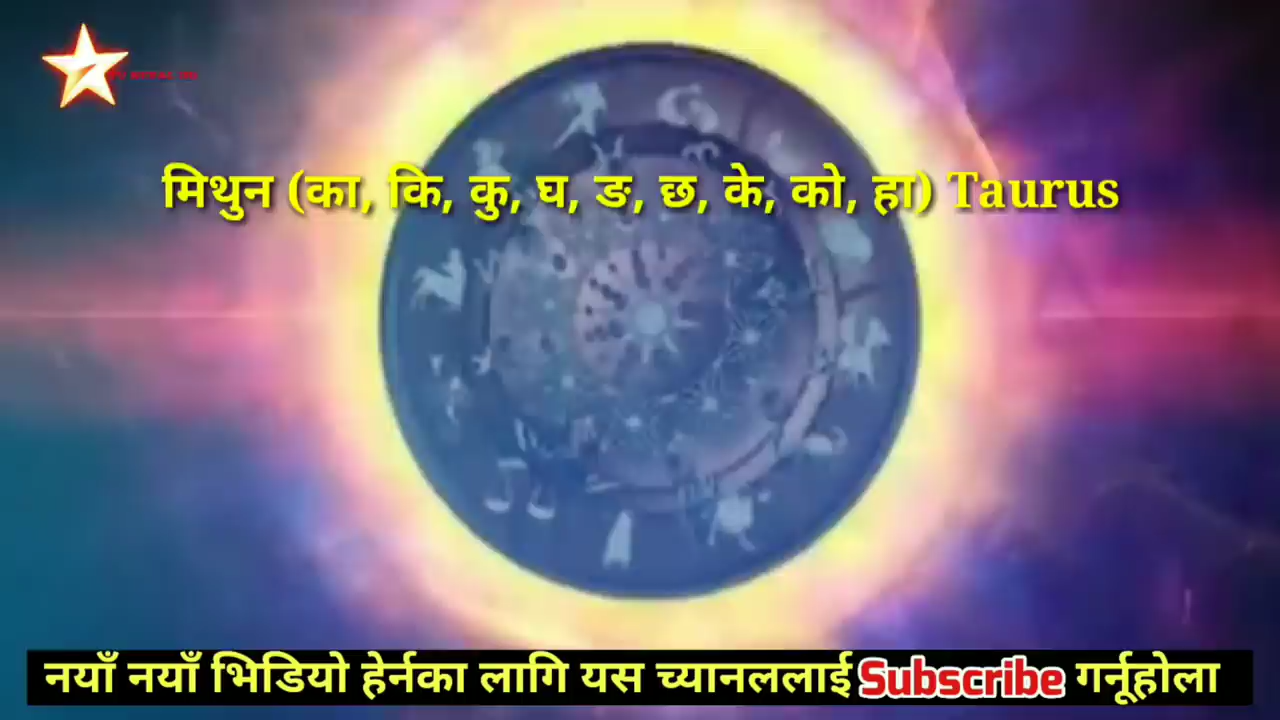 मिथुन (का, कि, कु, घ, ङ, छ, के, को, हा) Taurus
नयाँ नयाँ भिडियो हेर्नका लागि यस च्यानललाई Subscribe गर्नूहोला